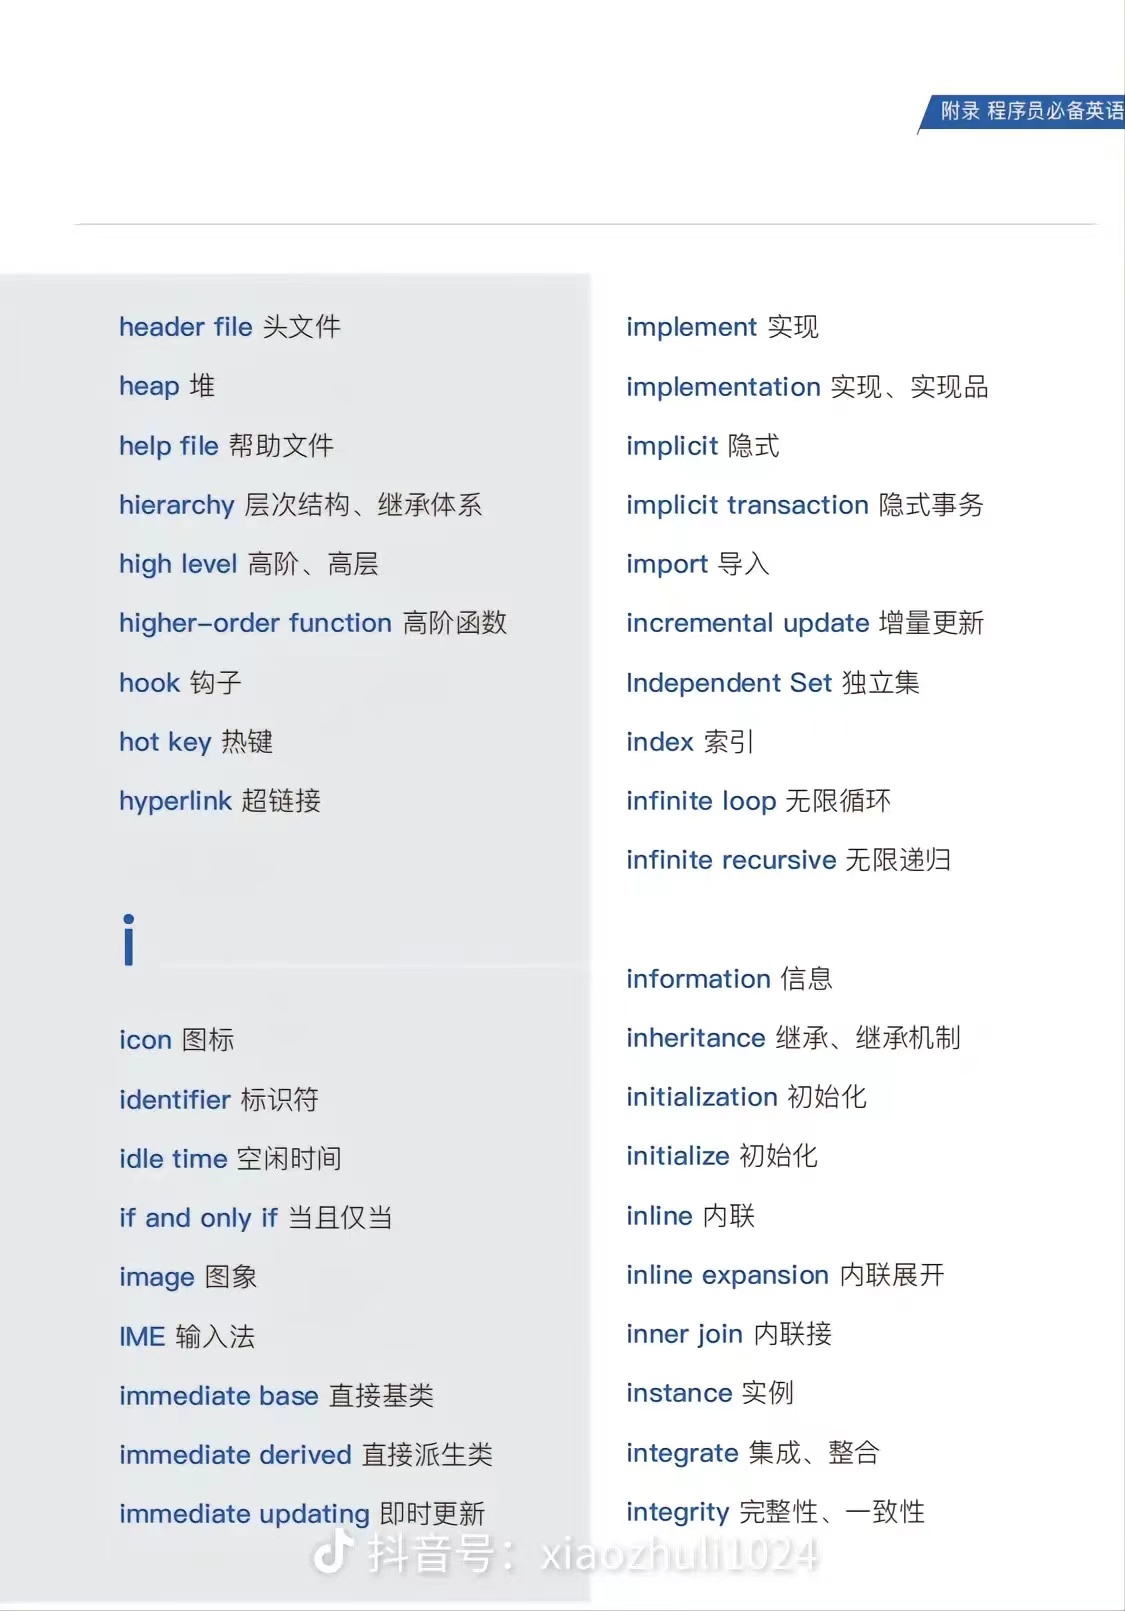 附录 程序员必备英语
header file 头文件
heap 堆
help file 帮助文件
hierarchy 层次结构、继承体系
high level 高阶、高层
higher–order function 高阶函数
hook 钩子
hot key 热键
hyperlink 超链接
i
icon 图标
identifier 标识符
idle time 空闲时间
if and only if 当且仅当
image 图象
IME 输入法
immediate base 直接基类
immediate derived 直接派生类
immediate updating 即时更新
implement 实现
implementation 实现、实现品
implicit 隐式
implicit transaction 隐式事务
import 导入
incremental update 增量更新
Independent Set 独立集
index 索引
infinite loop 无限循环
infinite recursive 无限递归
information 信息
inheritance 继承、继承机制
initialization 初始化
initialize 初始化
inline 内联
inline expansion 内联展开
inner join 内联接
instance 实例
integrate 集成、整合
integrity 完整性、一致性
抖音号：xiaozhuli1024